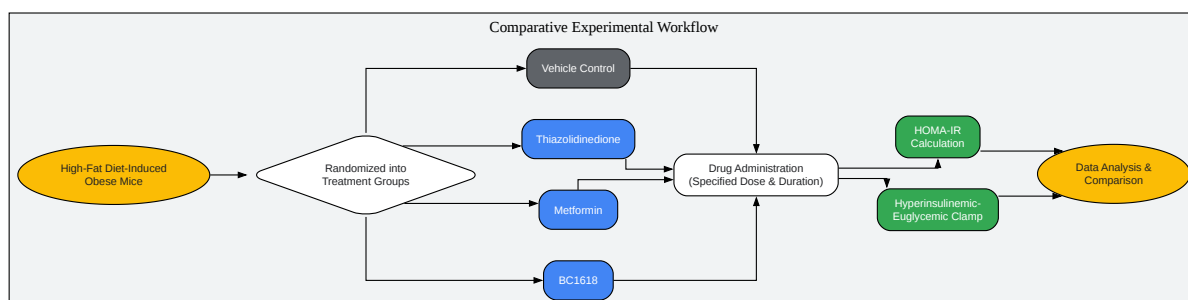 Comparative Experimental Workflow
Vehicle Control
Thiazolidinedione
HOMA-IR
Calculation
High-Fat Diet-Induced
Obese Mice
Randomized into
Treatment Groups
Drug Administration
(Specified Dose & Duration)
Data Analysis &
Comparison
Metformin
Hyperinsulinemic-
Euglycemic Clamp
BC1618